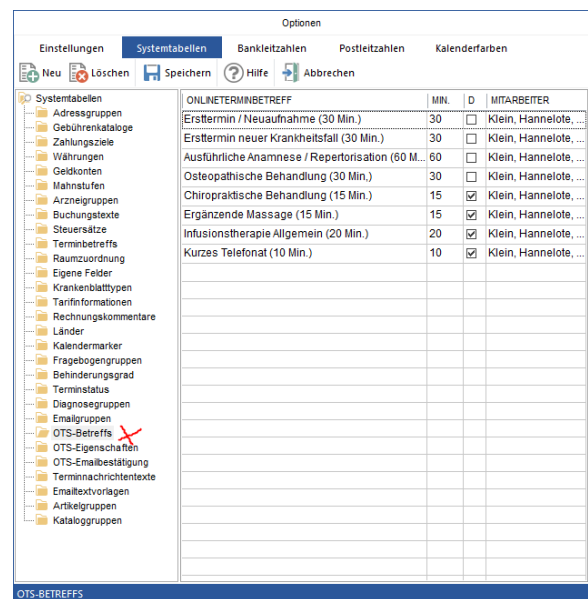 Optionen
Einstellungen Systemtabellen Bankleitzahlen Postleitzahlen Kalenderfarben
Neu Löschen Speichern Hilfe Abbrechen
Systemtabellen
Adressgruppen
Gebührenkataloge
Zahlungsziele
Währungen
Geldkonten
Mahnstufen
Arzneigruppen
Buchungstexte
Steuersätze
Terminbetreffs
Raumzuordnung
Eigene Felder
Krankenblatttypen
Tarifinformationen
Rechnungskommentare
Länder
Kalendermarker
Fragebogengruppen
Behinderungsgrad
Terminstatus
Diagnosegruppen
Emailgruppen
OTS-Betreffs
OTS-Eigenschaften
OTS-Emailbestätigung
Terminnachrichtentexte
Emailtextvorlagen
Artikelgruppen
Kataloggruppen
ONLINETERMINBETREFF MIN. D MITARBEITER
Ersttermin / Neuaufnahme (30 Min.) 30 Klein, Hannelote, ...
Ersttermin neuer Krankheitsfall (30 Min.) 30 Klein, Hannelote, ...
Ausführliche Anamnese / Repertorisation (60 M... 60 Klein, Hannelote, ...
Osteopathische Behandlung (30 Min,) 30 Klein, Hannelote, ...
Chiropraktische Behandlung (15 Min.) 15 Klein, Hannelote, ...
Ergänzende Massage (15 Min.) 15 Klein, Hannelote, ...
Infusionstherapie Allgemein (20 Min.) 20 Klein, Hannelote, ...
Kurzes Telefonat (10 Min.) 10 Klein, Hannelote, ...
OTS-BETREFFS